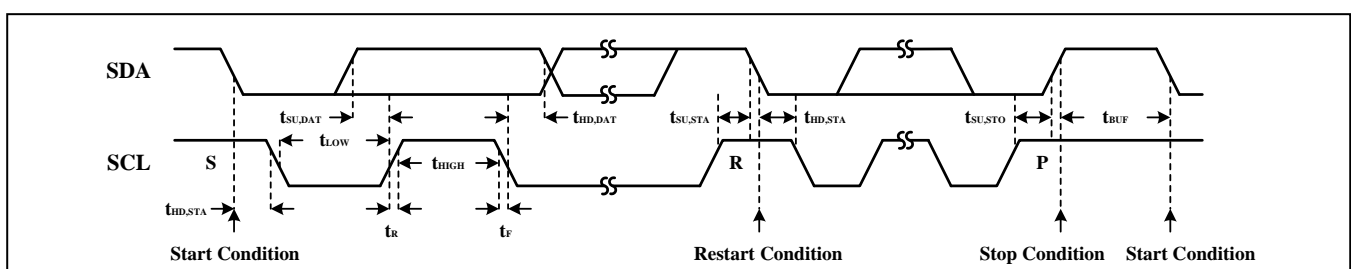 SDA
tSU,DAT
tHD,DAT
tSU,STA
tHD,STA
tSU,STO
tBUF
tLOW
SCL
S
tHIGH
R
P
tHD,STA
tR
tF
Start Condition
Restart Condition
Stop Condition
Start Condition